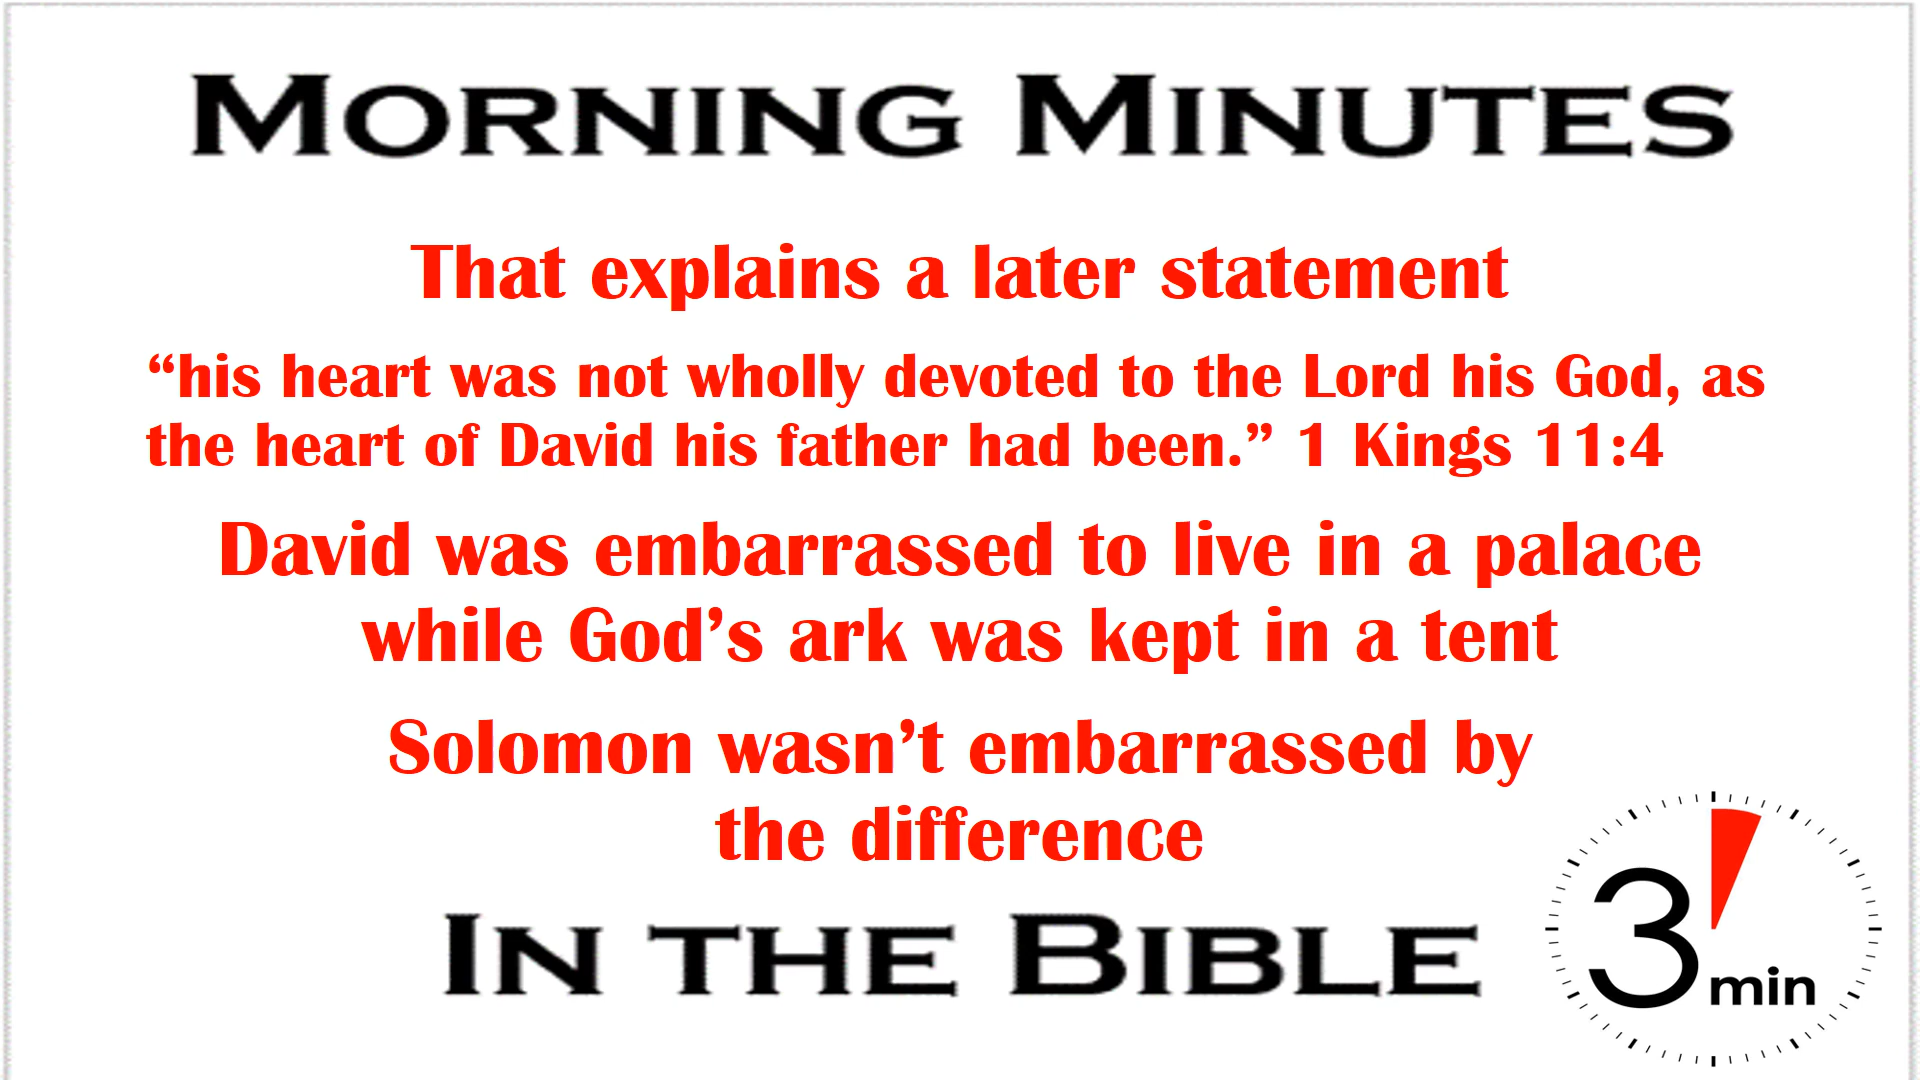 MORNING MINUTES
That explains a later statement
“his heart was not wholly devoted to the Lord his God, as
the heart of David his father had been.” 1 Kings 11:4
David was embarrassed to live in a palace
while God’s ark was kept in a tent
Solomon wasn’t embarrassed by
the difference
IN THE BIBLE
3 min